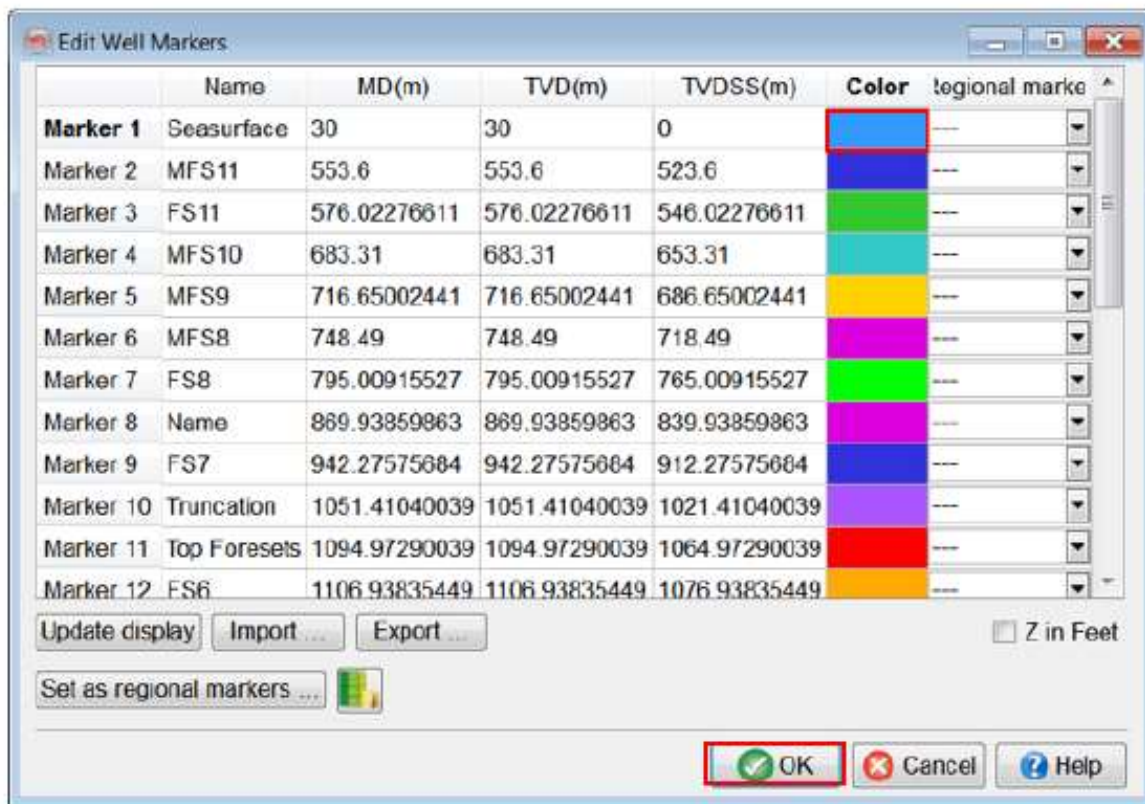 Edit Well Markers
Name MD(m) TVD(m) TVDSS(m) Color legional marke
Marker 1 Seasurface 30 30 0 ---
Marker 2 MFS11 553.6 553.6 523.6 ---
Marker 3 FS11 576.02276611 576.02276611 546.02276611 ---
Marker 4 MFS10 683.31 683.31 653.31 ---
Marker 5 MFS9 716.65002441 716.65002441 686.65002441 ---
Marker 6 MFS8 748.49 748.49 718.49 ---
Marker 7 FS8 795.00915527 795.00915527 765.00915527 ---
Marker 8 Name 869.93859863 869.93859863 839.93859863 ---
Marker 9 FS7 942.27575684 942.27575684 912.27575684 ---
Marker 10 Truncation 1051.41040039 1051.41040039 1021.41040039 ---
Marker 11 Top Foresets 1094.97290039 1094.97290039 1064.97290039 ---
Marker 12 FS6 1106.93835449 1106.93835449 1076.93835449 ---
Update display Import ... Export ... Z in Feet
Set as regional markers ...
OK Cancel Help